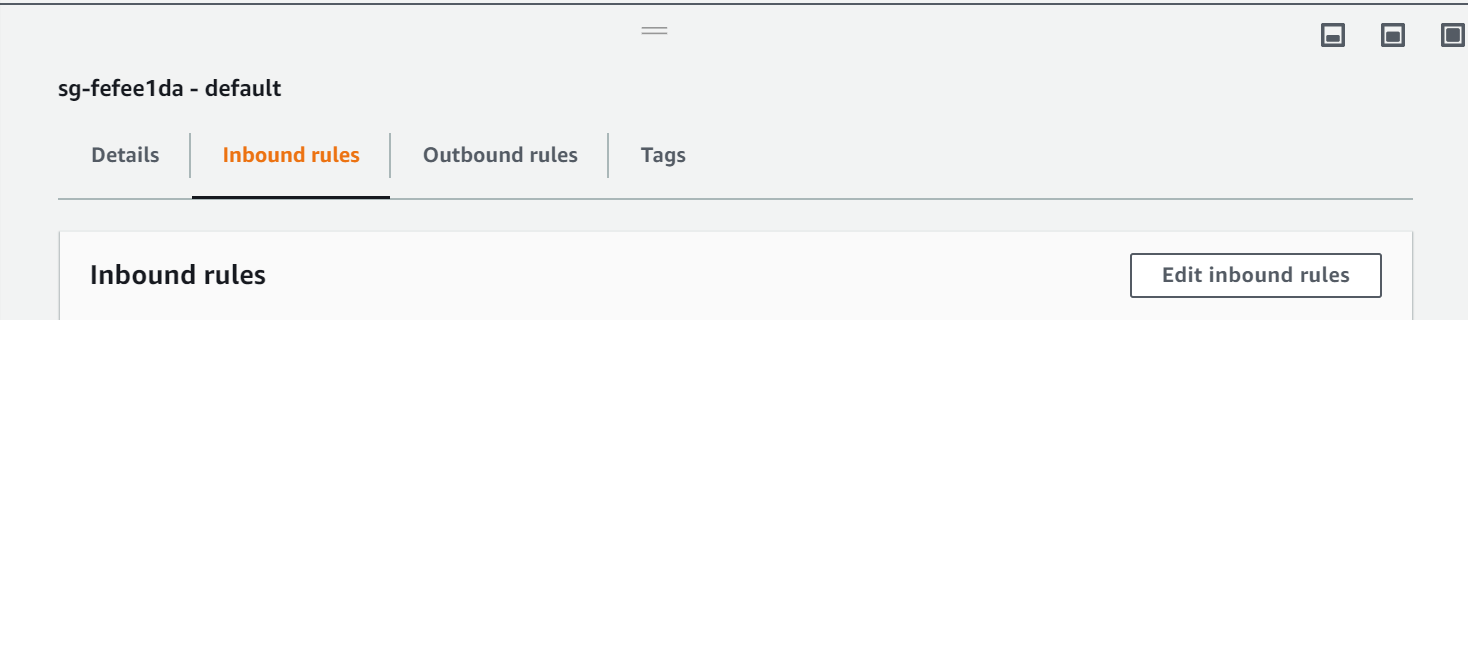 sg-fefee1da - default
Details
Inbound rules
Outbound rules
Tags
Inbound rules
Edit inbound rules